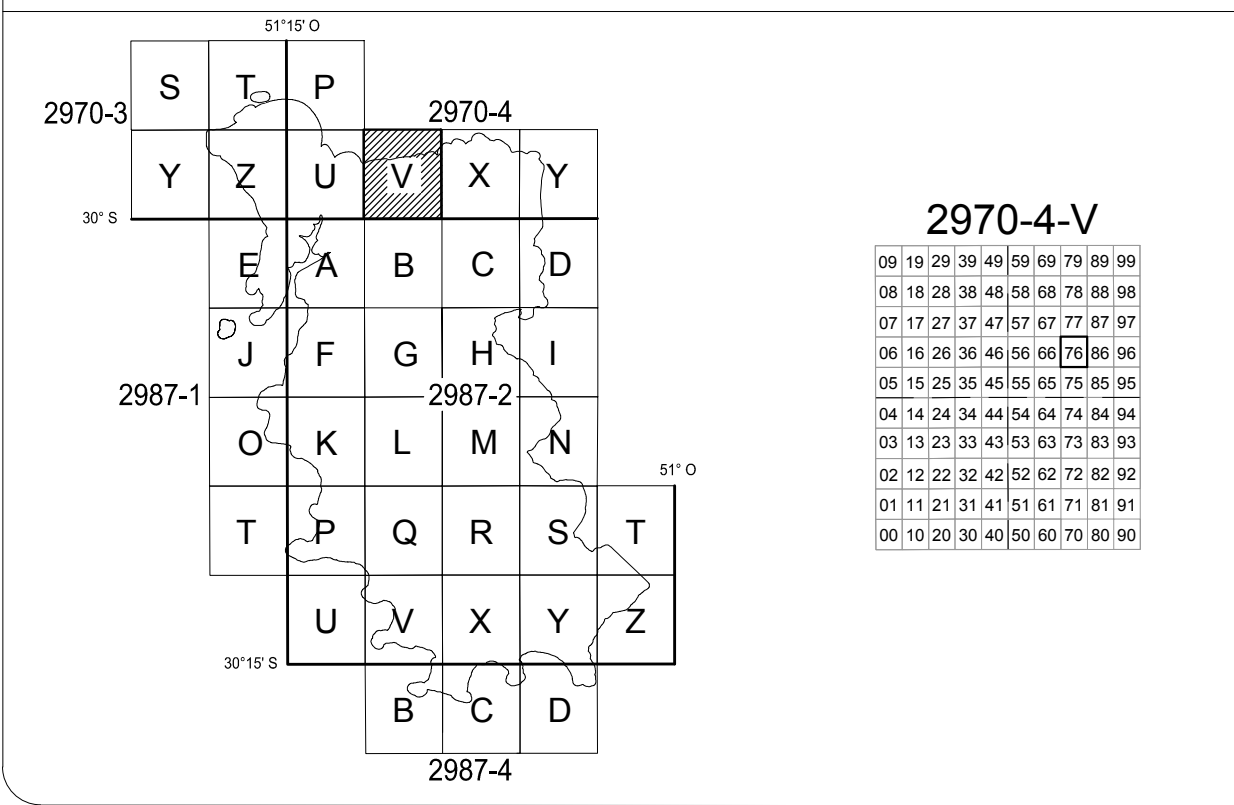 51°15' O
S T P
2970-3
2970-4
Y Z U V X Y
30° S
E A B C D
J F G H I
2987-1
2987-2
O K L M N
51° O
T P Q R S T
U V X Y Z
30°15' S
B C D
2987-4
2970-4-V
09 19 29 39 49 59 69 79 89 99
08 18 28 38 48 58 68 78 88 98
07 17 27 37 47 57 67 77 87 97
06 16 26 36 46 56 66 76 86 96
05 15 25 35 45 55 65 75 85 95
04 14 24 34 44 54 64 74 84 94
03 13 23 33 43 53 63 73 83 93
02 12 22 32 42 52 62 72 82 92
01 11 21 31 41 51 61 71 81 91
00 10 20 30 40 50 60 70 80 90